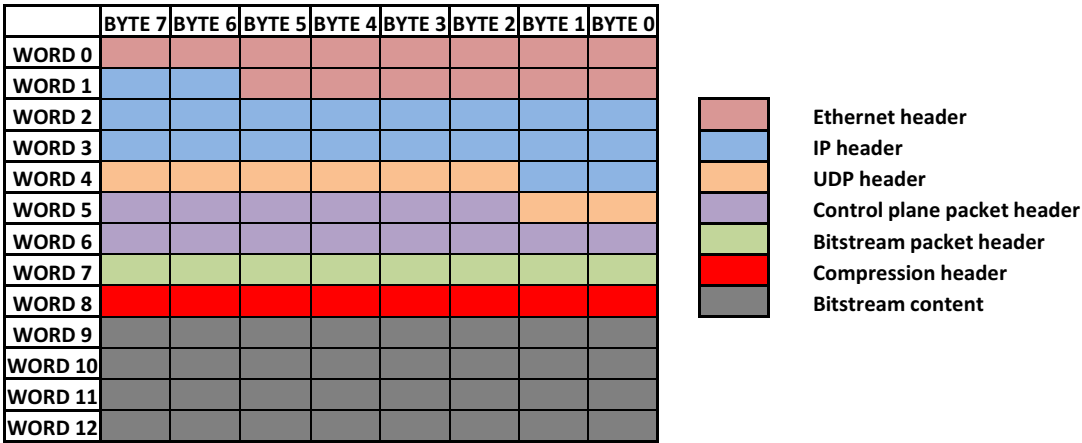 BYTE 7 BYTE 6 BYTE 5 BYTE 4 BYTE 3 BYTE 2 BYTE 1 BYTE 0
WORD 0
WORD 1
WORD 2
WORD 3
WORD 4
WORD 5
WORD 6
WORD 7
WORD 8
WORD 9
WORD 10
WORD 11
WORD 12
Ethernet header
IP header
UDP header
Control plane packet header
Bitstream packet header
Compression header
Bitstream content